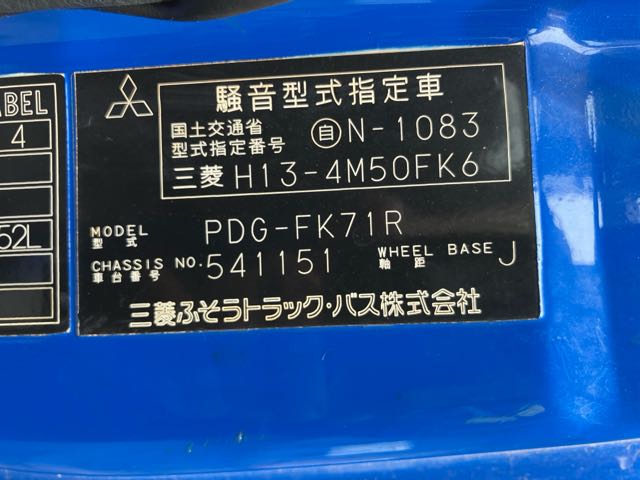 ABEL
4
52L
騒音型式指定車
国土交通省
型式指定番号 自N-1083
三菱 H13-4M50FK6
MODEL
型式 PDG-FK71R
CHASSIS NO. 541151 WHEEL BASE J
車台番号 軸距
三菱ふそうトラック・バス株式会社